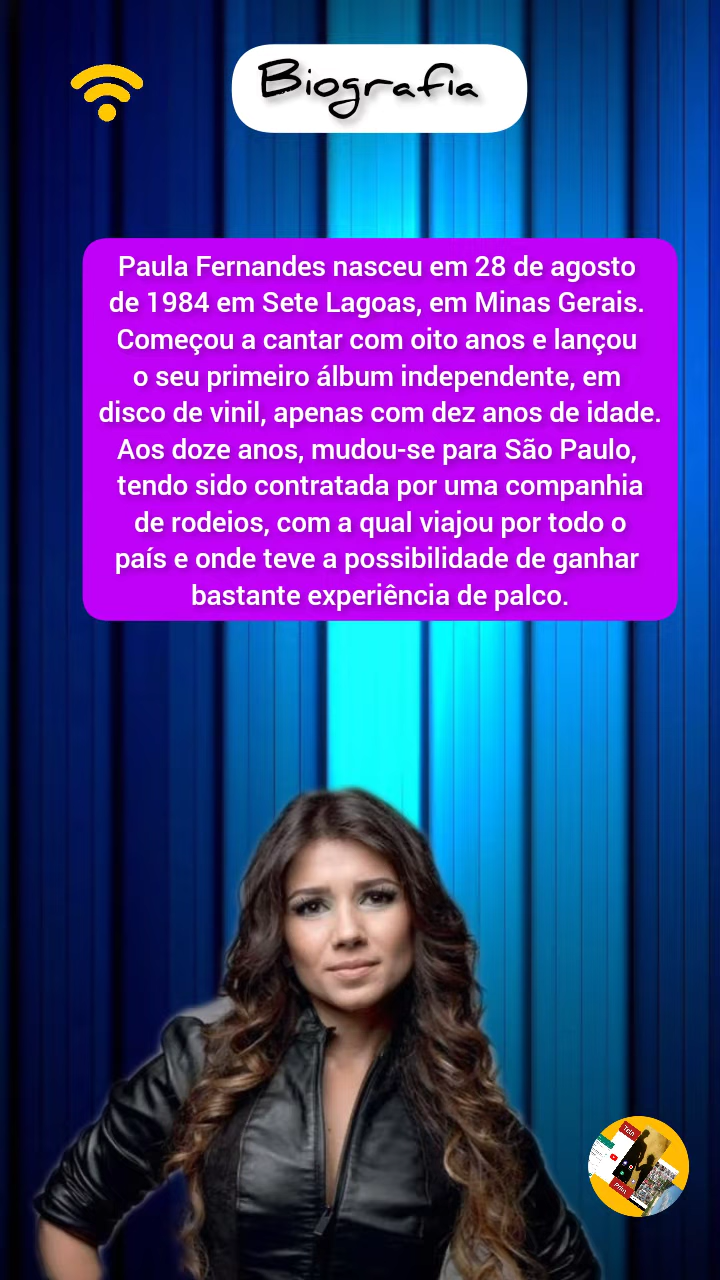 Biografia
Paula Fernandes nasceu em 28 de agosto
de 1984 em Sete Lagoas, em Minas Gerais.
Começou a cantar com oito anos e lançou
o seu primeiro álbum independente, em
disco de vinil, apenas com dez anos de idade.
Aos doze anos, mudou-se para São Paulo,
tendo sido contratada por uma companhia
de rodeios, com a qual viajou por todo o
país e onde teve a possibilidade de ganhar
bastante experiência de palco.